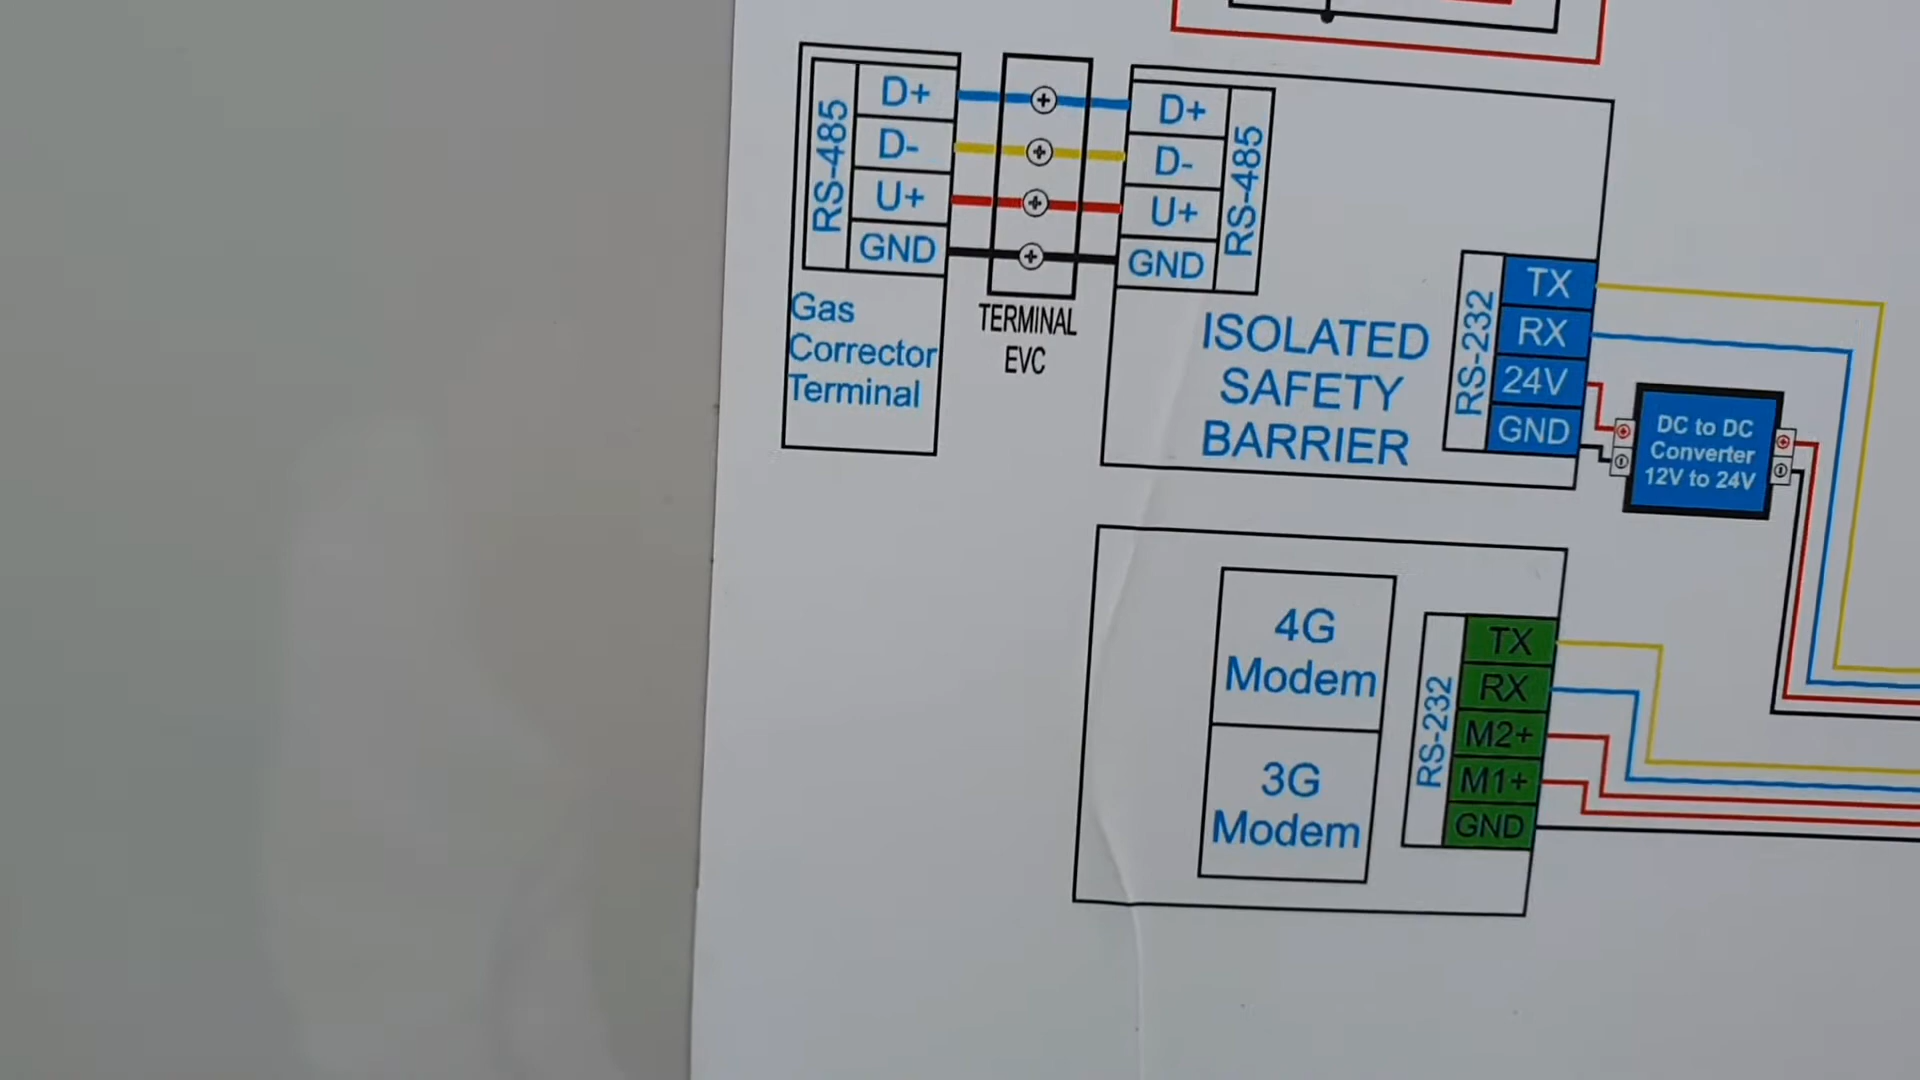 RS-485
D+
D-
U+
GND
Gas
Corrector
Terminal
TERMINAL
EVC
D+
D-
U+
GND
RS-485
ISOLATED
SAFETY
BARRIER
RS-232
TX
RX
24V
GND
DC to DC
Converter
12V to 24V
4G
Modem
3G
Modem
RS-232
TX
RX
M2+
M1+
GND